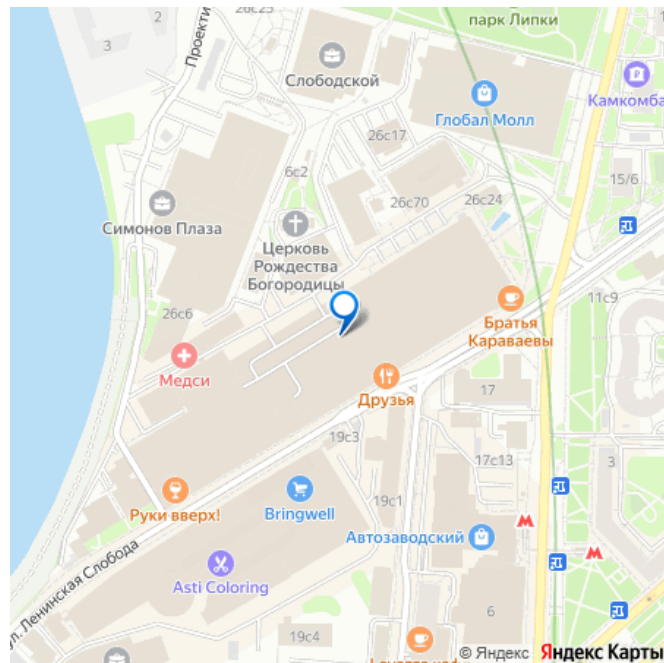 26с25
2
3
Проекти
парк Липки
Слободской
Камкомба
Глобал Молл
26с17
15/6
6с2
26с70
26с24
Симонов Плаза
Церковь
Рождества
Богородицы
26с6
11с9
Братья
Караваевы
Медси
Друзья
17
19с3
17с13
3
Руки вверх!
Bringwell
19с1
Автозаводский
Asti Coloring
ул. Ленинская Слобода
6
19с4
© Яндекс Яндекс Карты